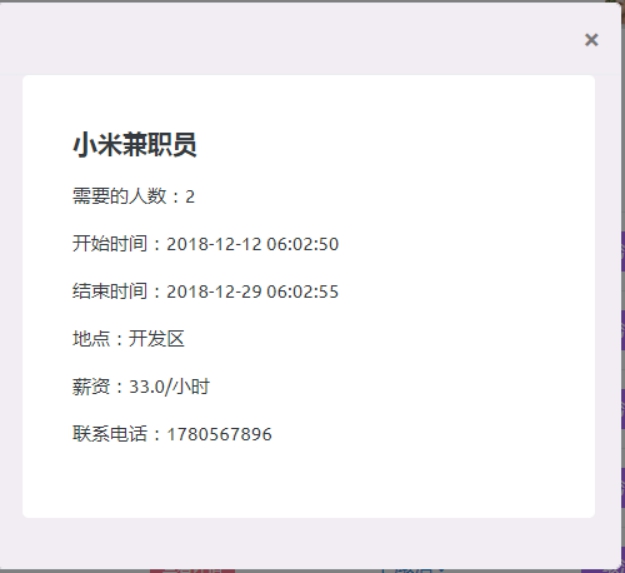 ×
小米兼职员
需要的人数：2
开始时间：2018-12-12 06:02:50
结束时间：2018-12-29 06:02:55
地点：开发区
薪资：33.0/小时
联系电话：1780567896